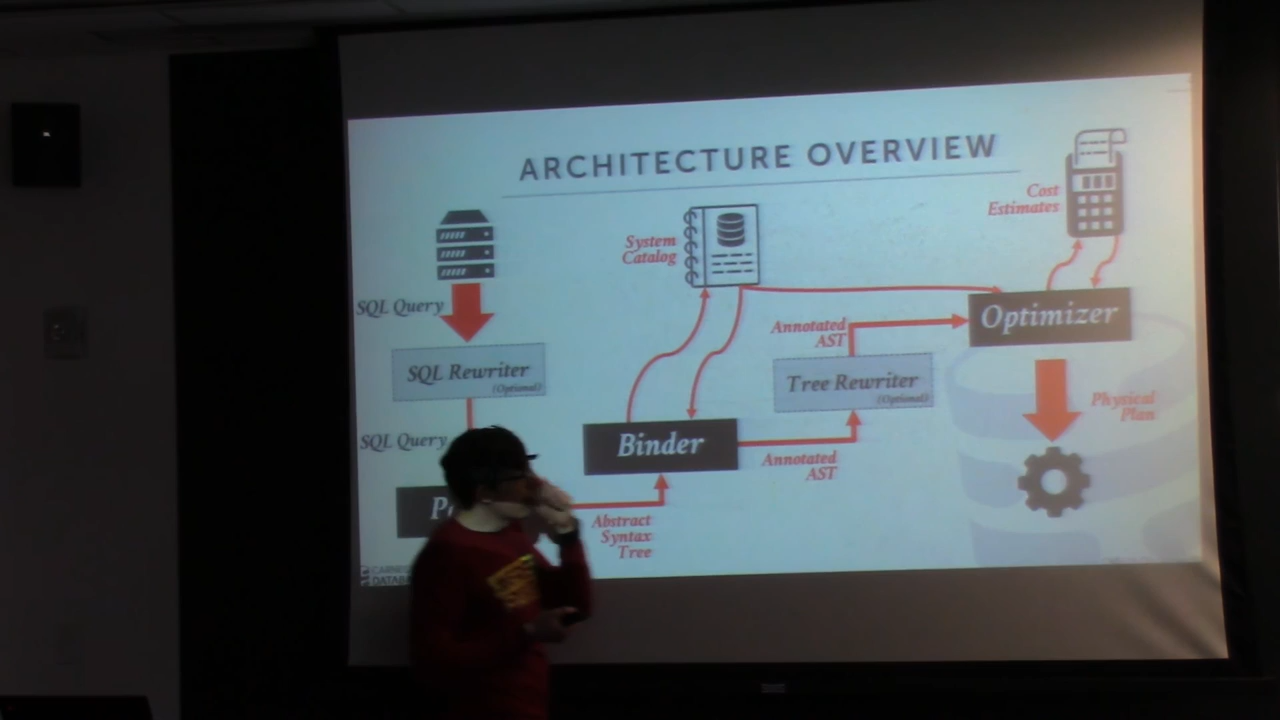 ARCHITECTURE OVERVIEW
Cost
Estimates
System
Catalog
SQL Query
Optimizer
Annotated
AST
SQL Rewriter
(Optional)
Tree Rewriter
(Optional)
Physical
Plan
SQL Query
Binder
Annotated
AST
Abstract
Syntax
Tree